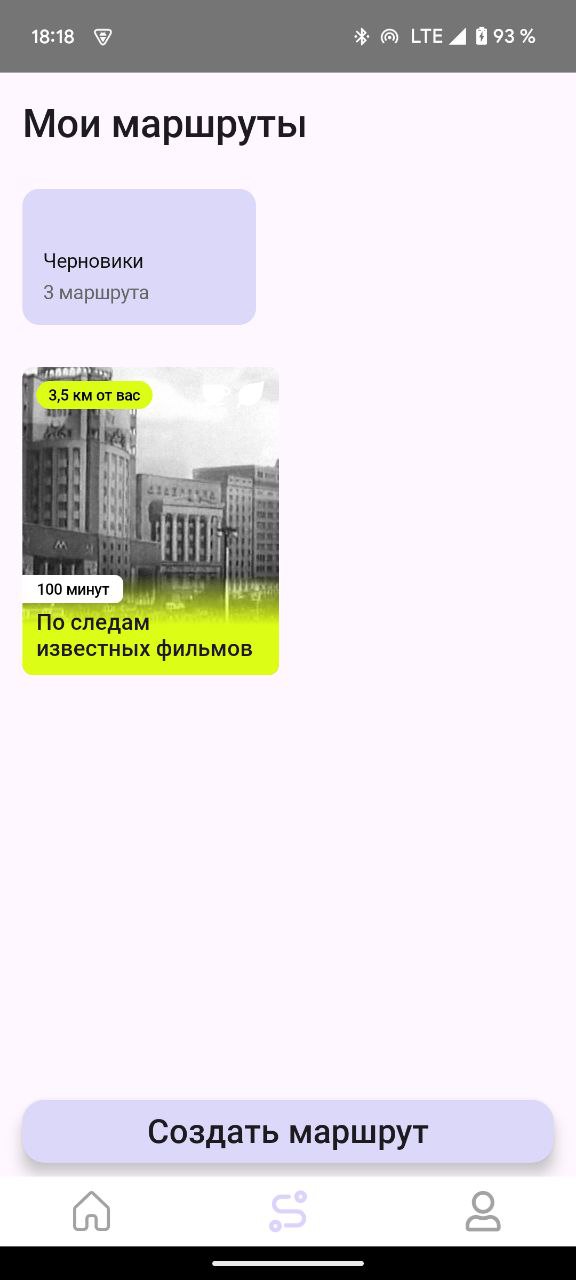 18:18 LTE 93 %
Мои маршруты
Черновики
3 маршрута
3,5 км от вас
М
100 минут
По следам
известных фильмов
Создать маршрут